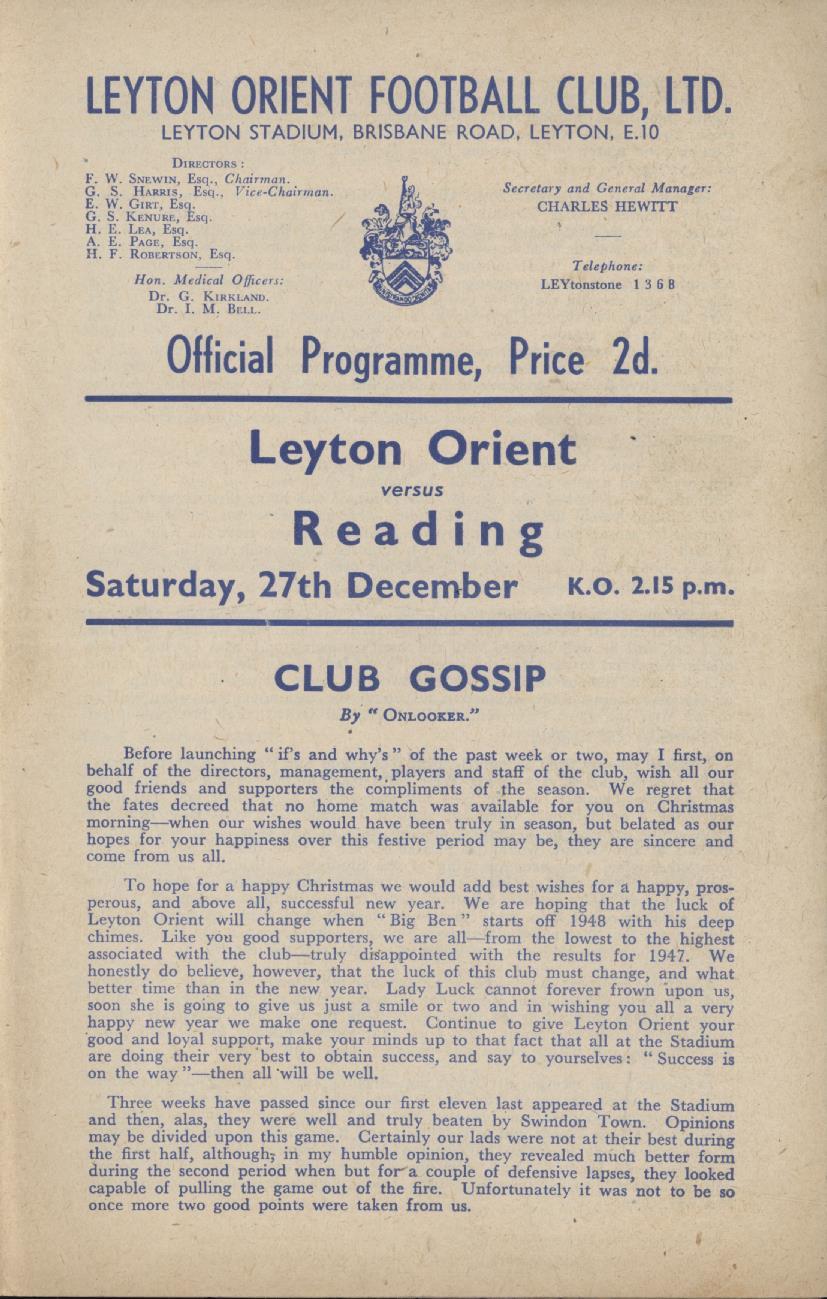 LEYTON ORIENT FOOTBALL CLUB, LTD.
LEYTON STADIUM, BRISBANE ROAD, LEYTON, E.10
DIRECTORS :
F. W. SNEWIN, Esq., Chairman.
G. S. HARRIS, Esq., Vice-Chairman.
E. W. GIRT, Esq.
G. S. KENURE, Esq.
H. E. LEA, Esq.
A. E. PAGE, Esq.
H. F. ROBERTSON, Esq.
Hon. Medical Officers:
Dr. G. KIRKLAND.
Dr. I. M. BELL.
Secretary and General Manager:
CHARLES HEWITT
Telephone:
LEYtonstone 1 3 6 8
Official Programme, Price 2d.
Leyton Orient
versus
Reading
Saturday, 27th December K.O. 2.15 p.m.
CLUB GOSSIP
By "ONLOOKER."
Before launching "if's and why's" of the past week or two, may I first, on
behalf of the directors, management, players and staff of the club, wish all our
good friends and supporters the compliments of the season. We regret that
the fates decreed that no home match was available for you on Christmas
morning—when our wishes would have been truly in season, but belated as our
hopes for your happiness over this festive period may be, they are sincere and
come from us all.
To hope for a happy Christmas we would add best wishes for a happy, pros-
perous, and above all, successful new year. We are hoping that the luck of
Leyton Orient will change when "Big Ben" starts off 1948 with his deep
chimes. Like you good supporters, we are all—from the lowest to the highest
associated with the club—truly disappointed with the results for 1947. We
honestly do believe, however, that the luck of this club must change, and what
better time than in the new year. Lady Luck cannot forever frown upon us,
soon she is going to give us just a smile or two and in wishing you all a very
happy new year we make one request. Continue to give Leyton Orient your
good and loyal support, make your minds up to that fact that all at the Stadium
are doing their very best to obtain success, and say to yourselves: "Success is
on the way"—then all will be well.
Three weeks have passed since our first eleven last appeared at the Stadium
and then, alas, they were well and truly beaten by Swindon Town. Opinions
may be divided upon this game. Certainly our lads were not at their best during
the first half, although, in my humble opinion, they revealed much better form
during the second period when but for a couple of defensive lapses, they looked
capable of pulling the game out of the fire. Unfortunately it was not to be so
once more two good points were taken from us.